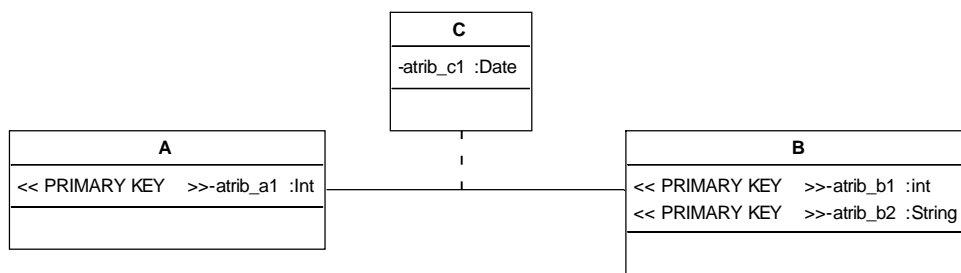 C
-atrib_c1 :Date
A
<< PRIMARY KEY >>-atrib_a1 :Int
B
<< PRIMARY KEY >>-atrib_b1 :int
<< PRIMARY KEY >>-atrib_b2 :String